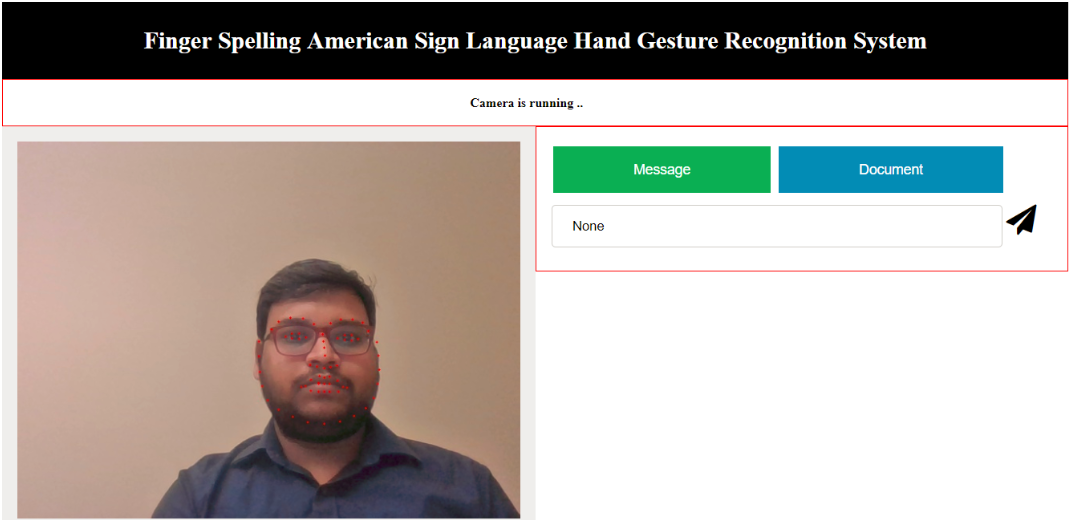 Finger Spelling American Sign Language Hand Gesture Recognition System
Camera is running ..
Message
Document
None